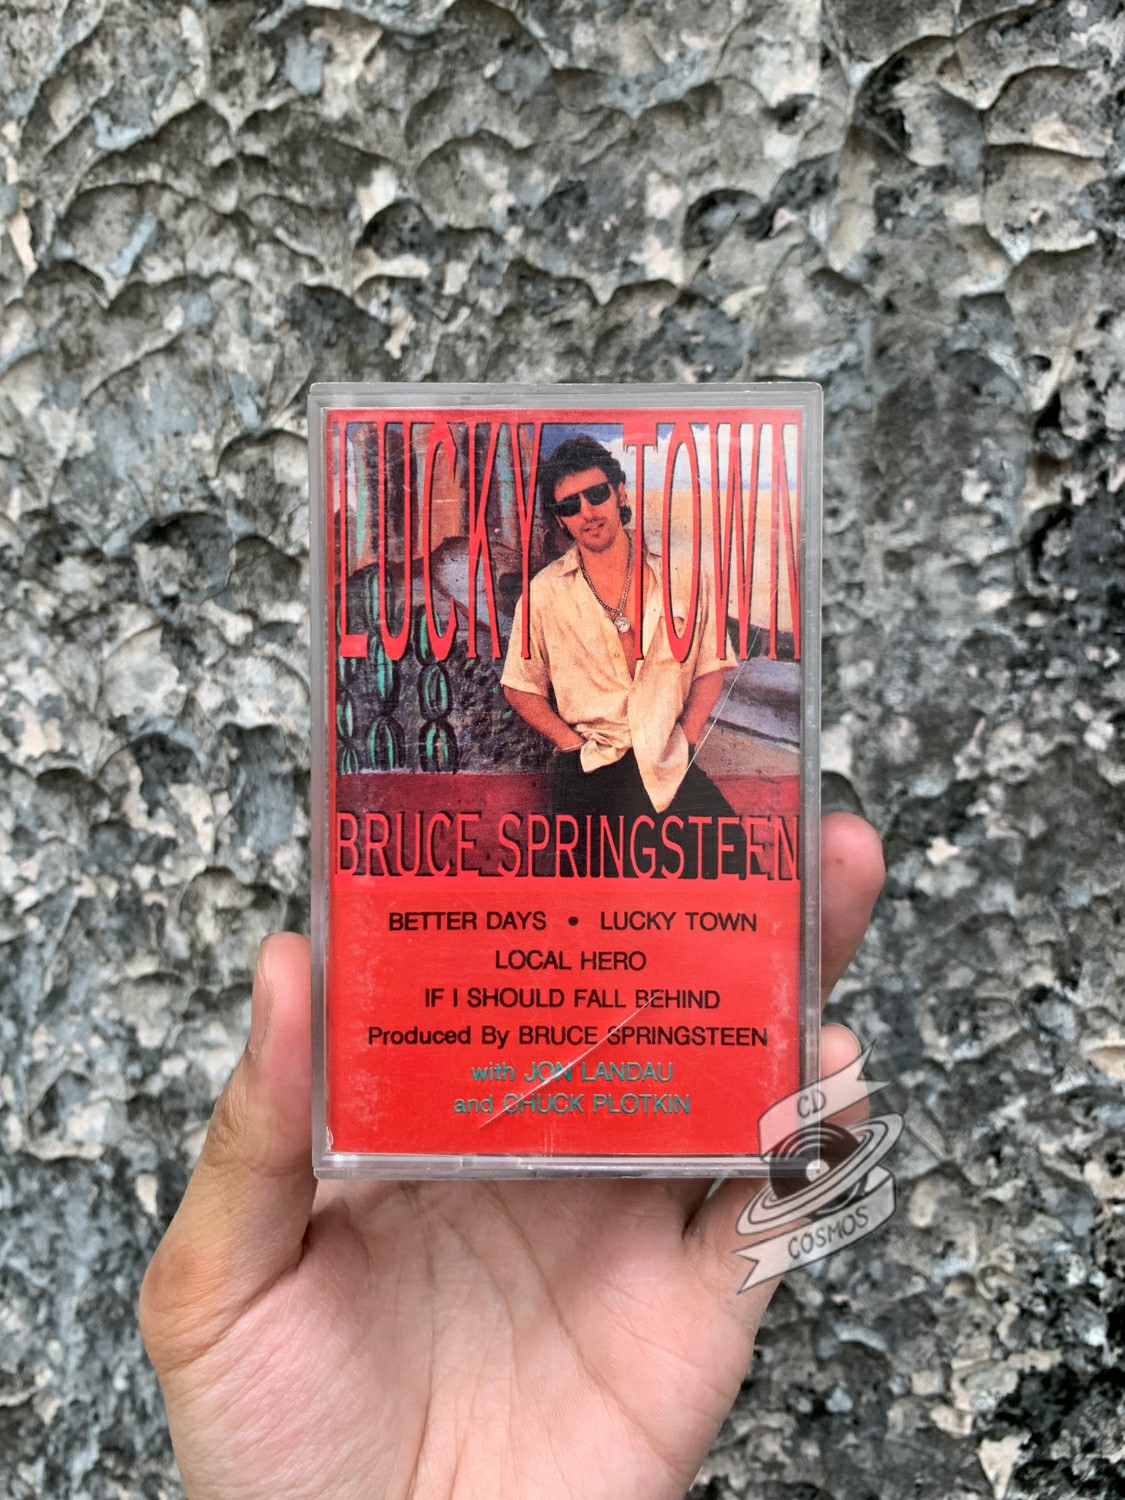 LUCKY TOWN
BRUCE SPRINGSTEEN
BETTER DAYS • LUCKY TOWN
LOCAL HERO
IF I SHOULD FALL BEHIND
Produced By BRUCE SPRINGSTEEN
with JON LANDAU
and CHUCK PLOTKIN
CD
COSMOS